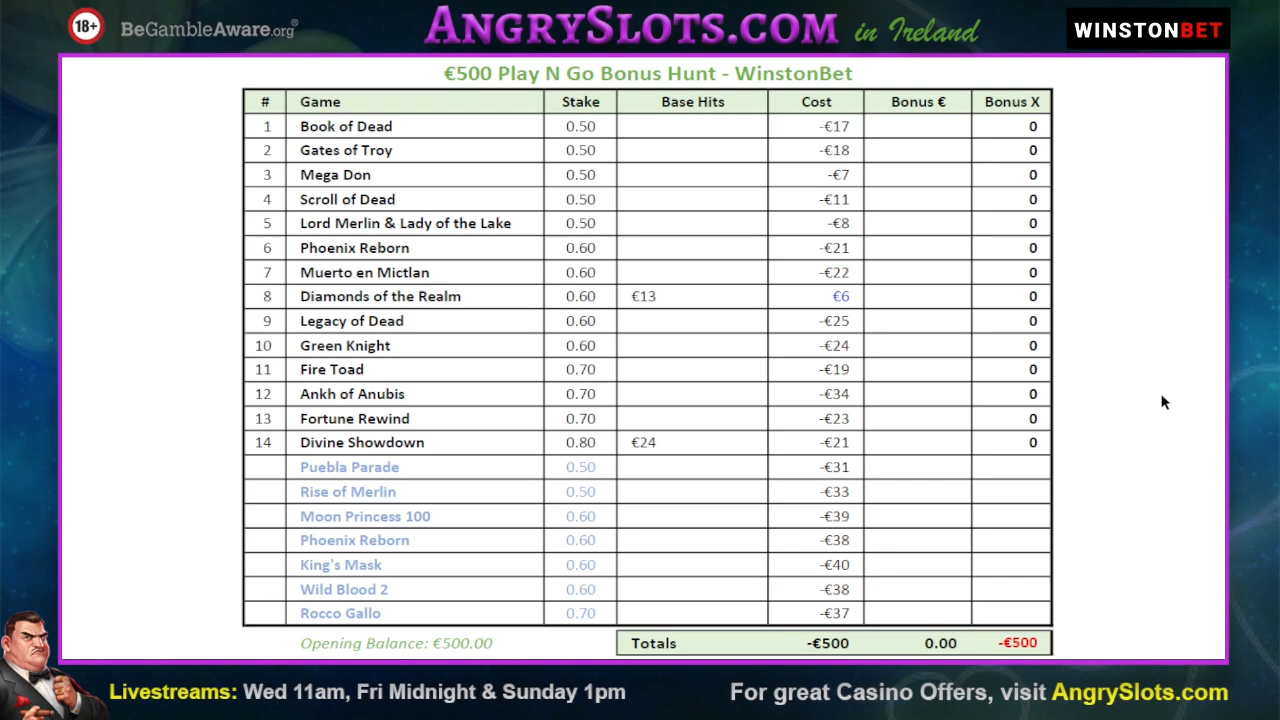 18+ BeGambleAware.org® ANGRYSLOTS.COM in Ireland WINSTONBET
€500 Play N Go Bonus Hunt - WinstonBet
# Game Stake Base Hits Cost Bonus € Bonus X
1 Book of Dead 0.50 -€17 0
2 Gates of Troy 0.50 -€18 0
3 Mega Don 0.50 -€7 0
4 Scroll of Dead 0.50 -€11 0
5 Lord Merlin & Lady of the Lake 0.50 -€8 0
6 Phoenix Reborn 0.60 -€21 0
7 Muerto en Mictlan 0.60 -€22 0
8 Diamonds of the Realm 0.60 €13 €6 0
9 Legacy of Dead 0.60 -€25 0
10 Green Knight 0.60 -€24 0
11 Fire Toad 0.70 -€19 0
12 Ankh of Anubis 0.70 -€34 0
13 Fortune Rewind 0.70 -€23 0
14 Divine Showdown 0.80 €24 -€21 0
Puebla Parade 0.50 -€31
Rise of Merlin 0.50 -€33
Moon Princess 100 0.60 -€39
Phoenix Reborn 0.60 -€38
King's Mask 0.60 -€40
Wild Blood 2 0.60 -€38
Rocco Gallo 0.70 -€37
Opening Balance: €500.00 Totals -€500 0.00 -€500
Livestreams: Wed 11am, Fri Midnight & Sunday 1pm For great Casino Offers, visit AngrySlots.com